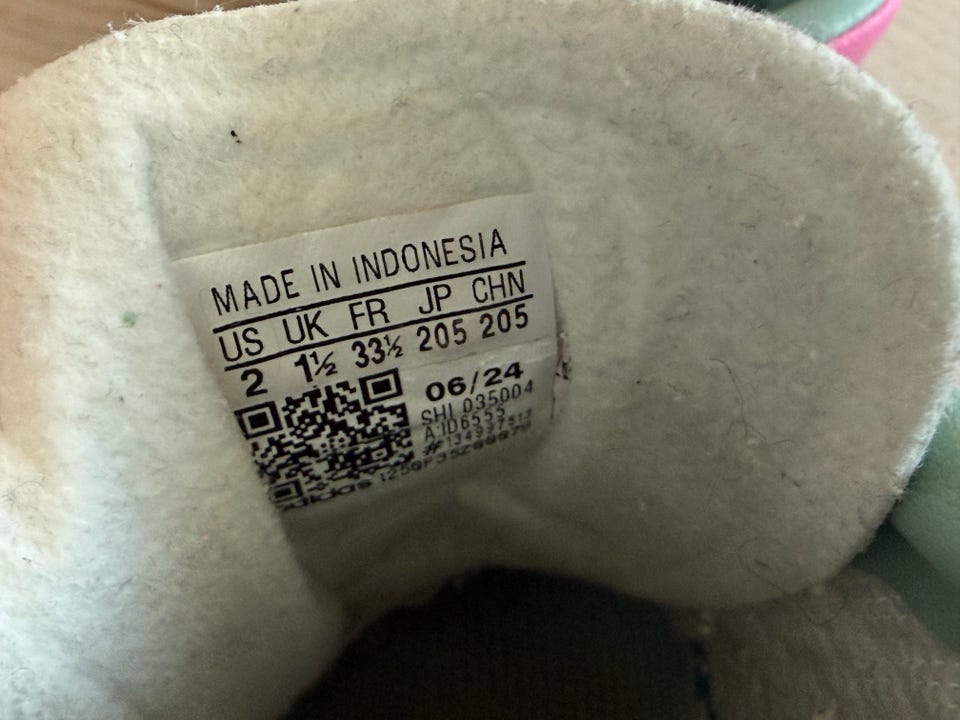 MADE IN INDONESIA
US UK FR JP CHN
2 1½ 33½ 205 205
06/24
SHI 035004
A:ID6555
adidas